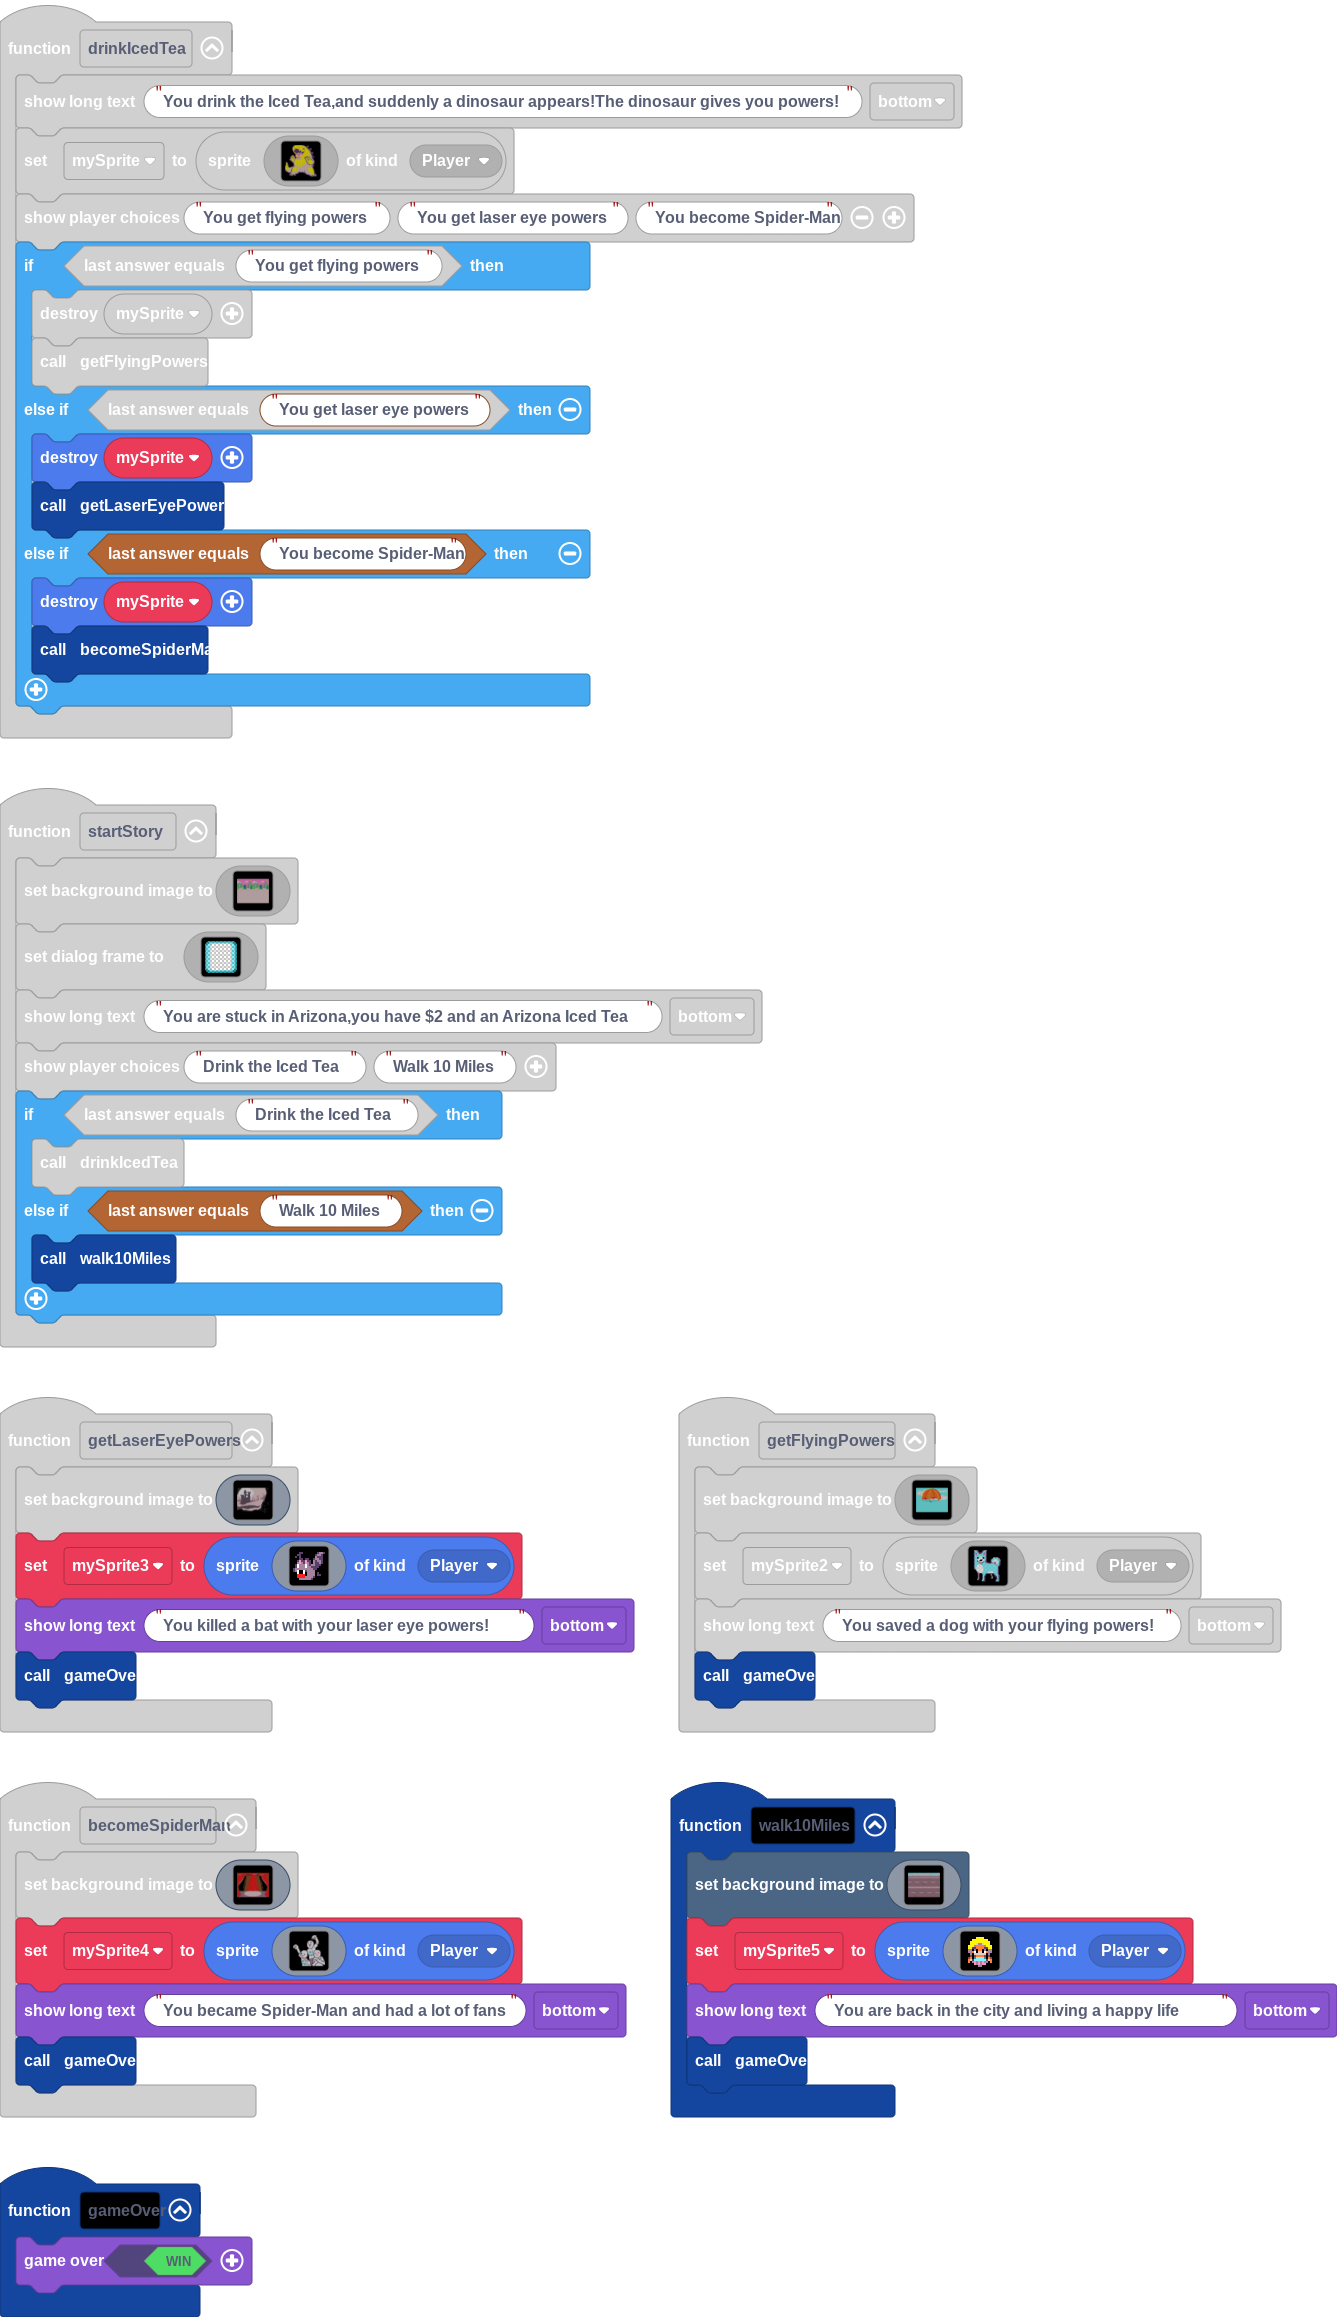 function drinkIcedTea
show long text "You drink the Iced Tea,and suddenly a dinosaur appears!The dinosaur gives you powers!" bottom
set mySprite to sprite of kind Player
show player choices "You get flying powers" "You get laser eye powers" "You become Spider-Man"
if last answer equals "You get flying powers" then
destroy mySprite
call getFlyingPowers
else if last answer equals "You get laser eye powers" then
destroy mySprite
call getLaserEyePower
else if last answer equals "You become Spider-Man" then
destroy mySprite
call becomeSpiderMa
function startStory
set background image to
set dialog frame to
show long text "You are stuck in Arizona,you have $2 and an Arizona Iced Tea" bottom
show player choices "Drink the Iced Tea" "Walk 10 Miles"
if last answer equals "Drink the Iced Tea" then
call drinkIcedTea
else if last answer equals "Walk 10 Miles" then
call walk10Miles
function getLaserEyePowers
set background image to
set mySprite3 to sprite of kind Player
show long text "You killed a bat with your laser eye powers!" bottom
call gameOve
function getFlyingPowers
set background image to
set mySprite2 to sprite of kind Player
show long text "You saved a dog with your flying powers!" bottom
call gameOve
function becomeSpiderMan
set background image to
set mySprite4 to sprite of kind Player
show long text "You became Spider-Man and had a lot of fans" bottom
call gameOve
function walk10Miles
set background image to
set mySprite5 to sprite of kind Player
show long text "You are back in the city and living a happy life" bottom
call gameOve
function gameOver
game over WIN